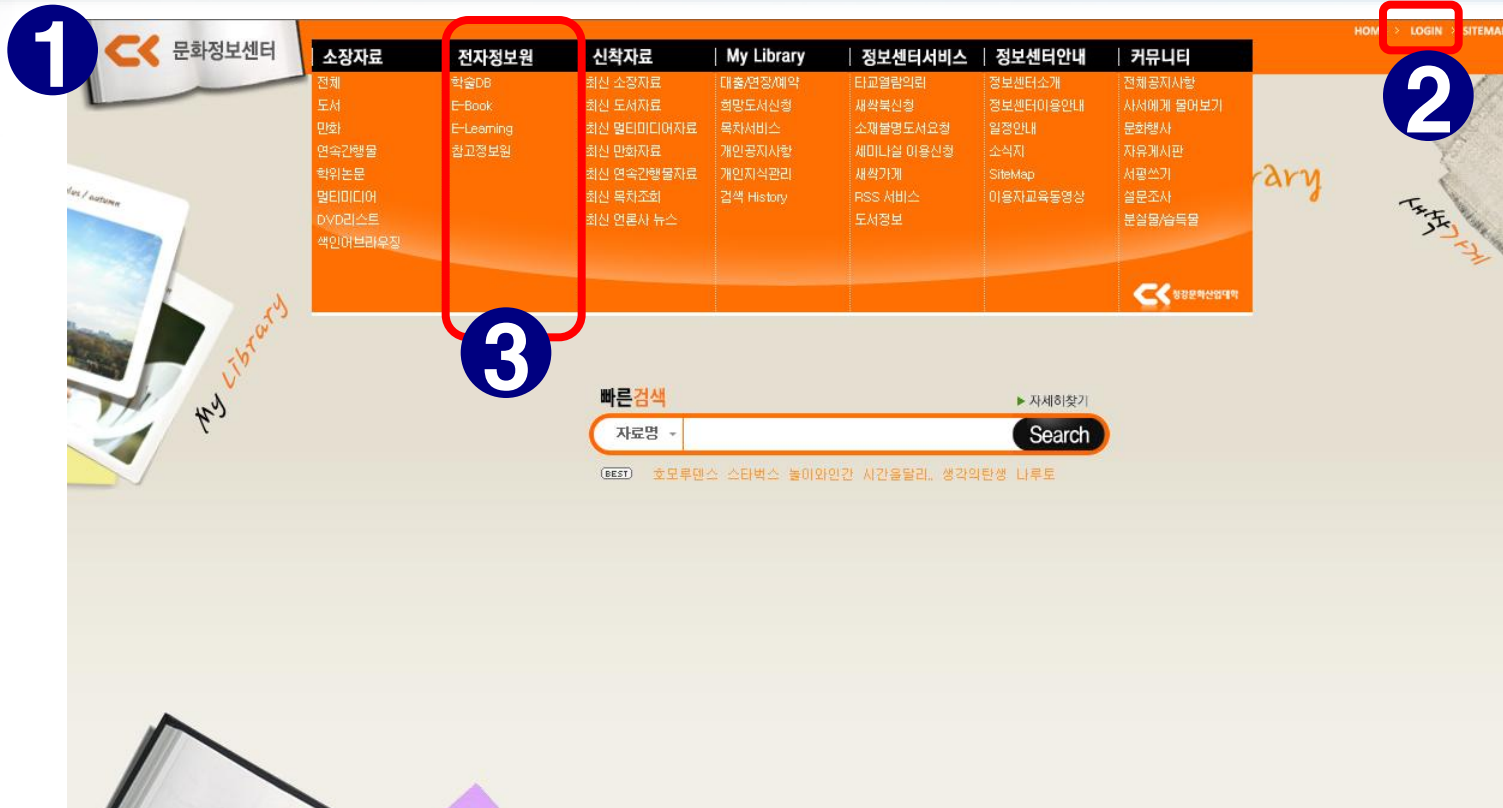 1
문화정보센터
HOME > LOGIN > SITEMAP
2
소장자료
전체
도서
만화
연속간행물
학위논문
멀티미디어
DVD리스트
색인어브라우징
전자정보원
학술DB
E-Book
E-Learning
참고정보원
3
신착자료
최신 소장자료
최신 도서자료
최신 멀티미디어자료
최신 만화자료
최신 연속간행물자료
최신 목차조회
최신 언론사 뉴스
My Library
대출/연장/예약
희망도서신청
목차서비스
개인공지사항
개인지식관리
검색 History
정보센터서비스
타교열람의뢰
새싹북신청
소재불명도서요청
세미나실 이용신청
새싹가게
RSS 서비스
도서정보
정보센터안내
정보센터소개
정보센터이용안내
일정안내
소식지
SiteMap
이용자교육동영상
커뮤니티
전체공지사항
사서에게 물어보기
문화행사
자유게시판
서평쓰기
설문조사
분실물/습득물
청강문화산업대학
rary
새싹가게
/ autumn
My Library
빠른검색
▶ 자세히찾기
자료명
Search
BEST 호모루덴스 스타벅스 놀이와인간 시간을달리.. 생각의탄생 나루토